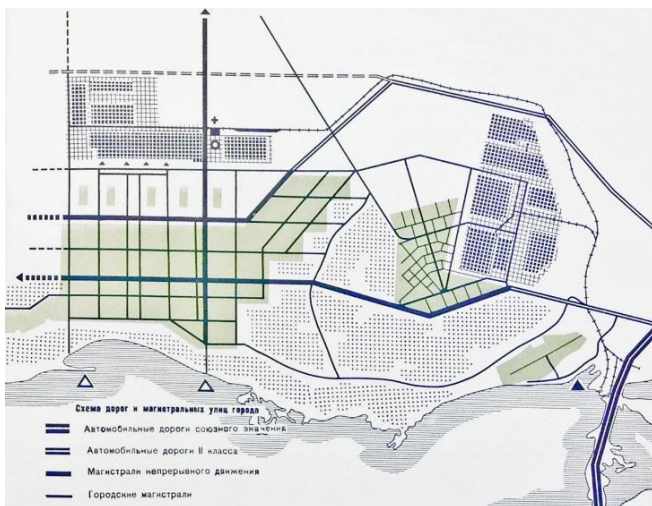 Схема дорог и магистральных улиц города
Автомобильные дороги союзного значения
Автомобильные дороги II класса
Магистрали непрерывного движения
Городские магистрали